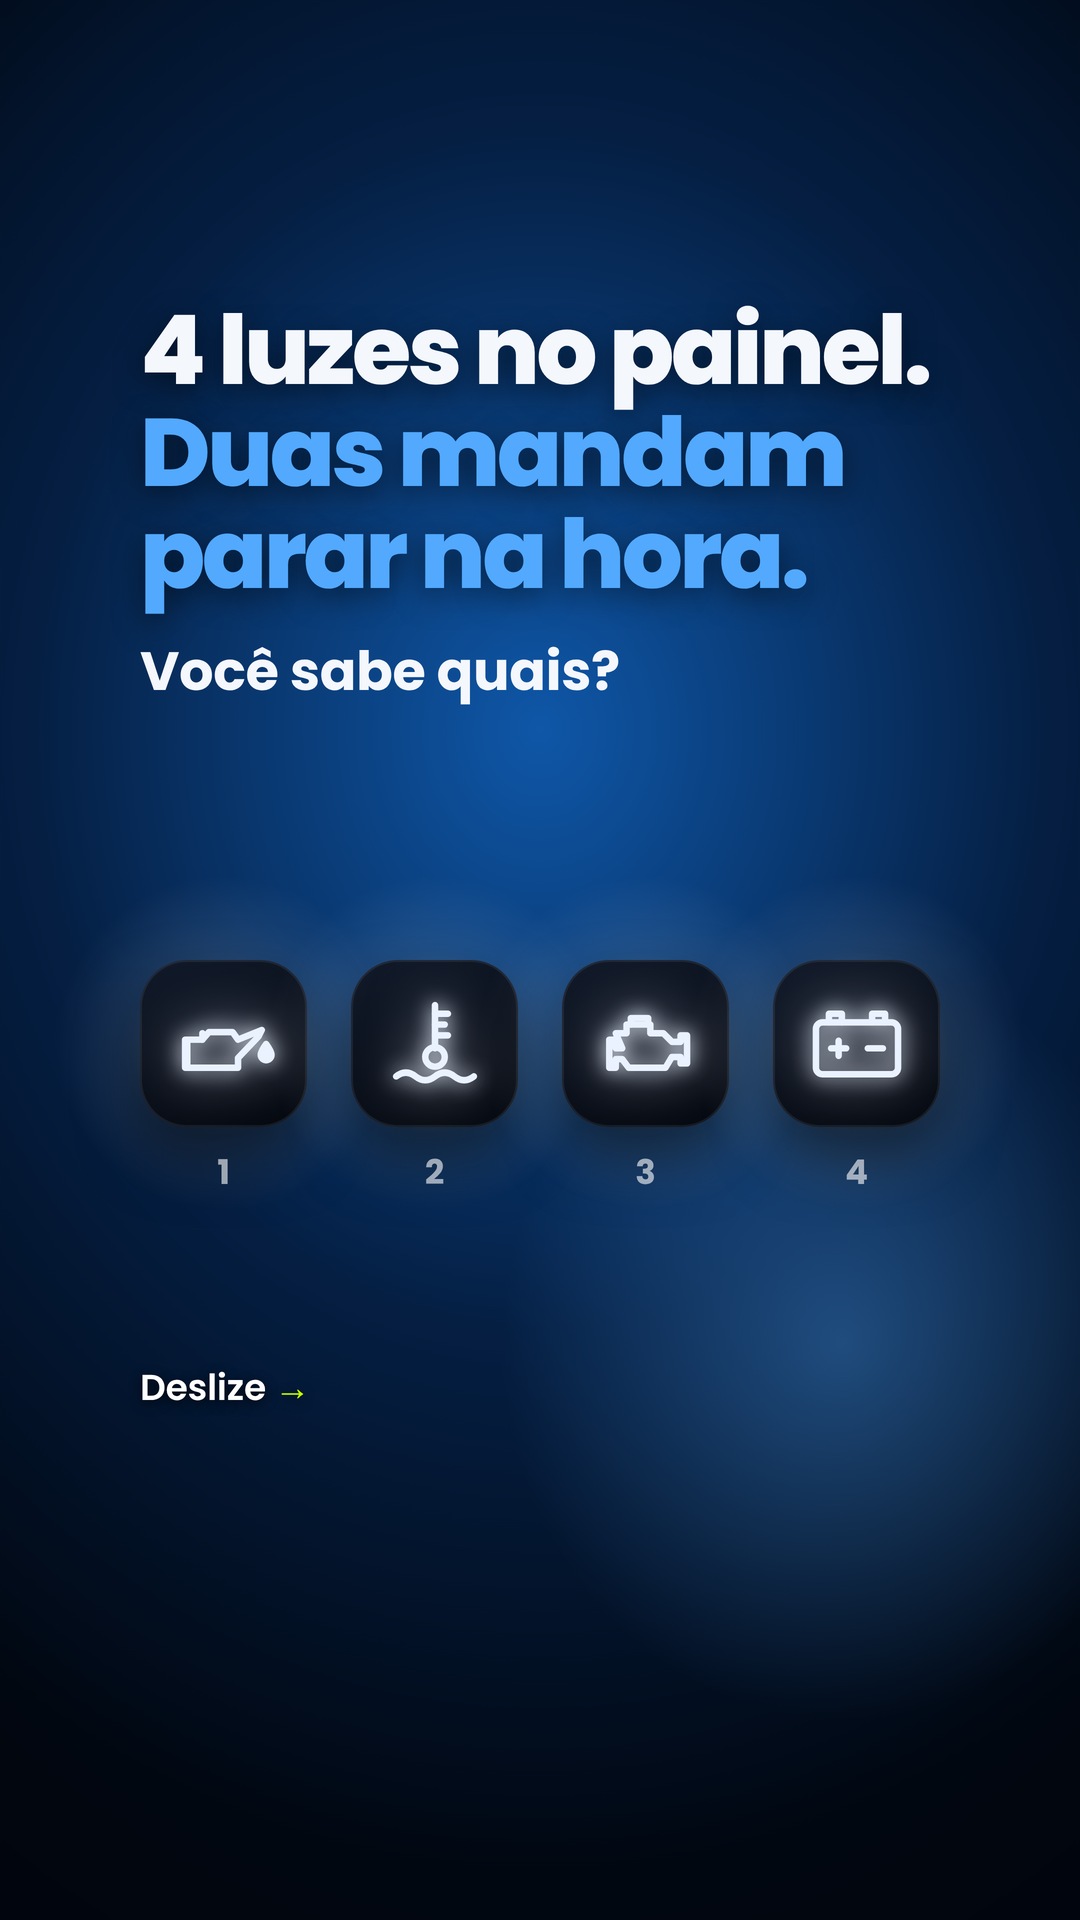 4 luzes no painel.
Duas mandam
parar na hora.
Você sabe quais?
1 2 3 4
Deslize →